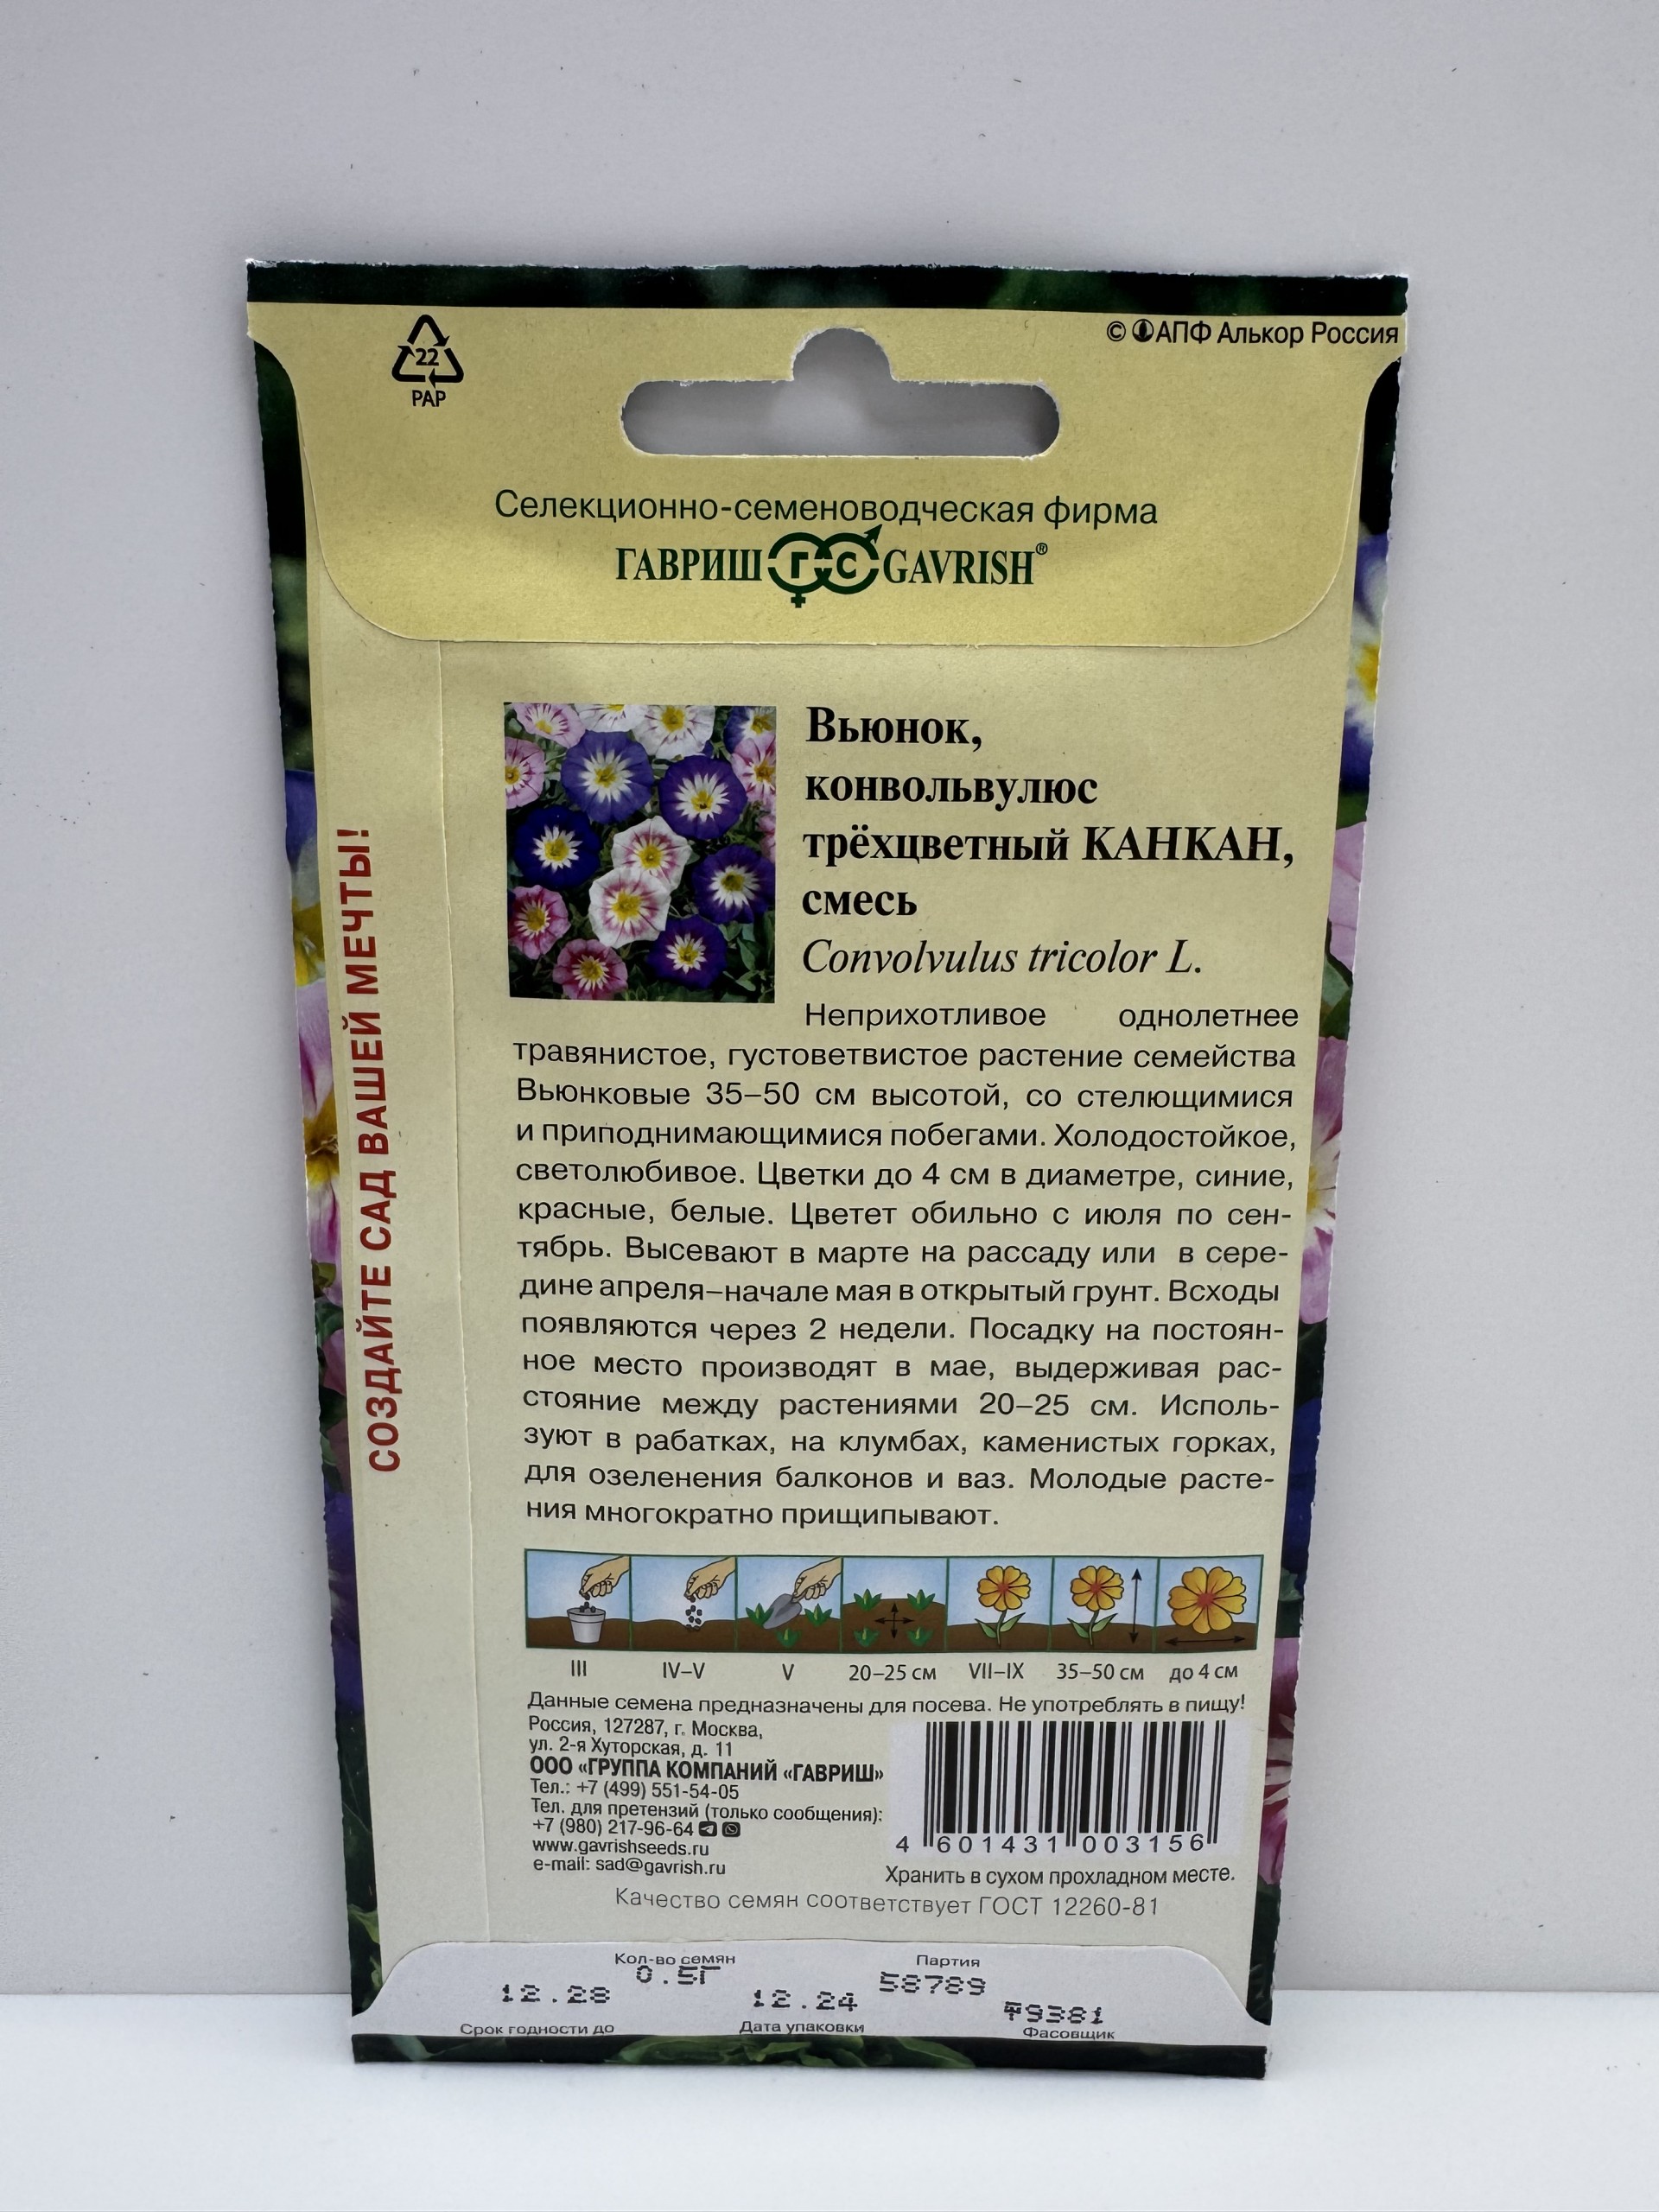 22
PAP
© АПФ Алькор Россия
Селекционно-семеноводческая фирма
ГАВРИШ ГС GAVRISH®
СОЗДАЙТЕ САД ВАШЕЙ МЕЧТЫ!
Вьюнок,
конвольвулюс
трёхцветный КАНКАН,
смесь
Convolvulus tricolor L.
Неприхотливое однолетнее
травянистое, густоветвистое растение семейства
Вьюнковые 35–50 см высотой, со стелющимися
и приподнимающимися побегами. Холодостойкое,
светолюбивое. Цветки до 4 см в диаметре, синие,
красные, белые. Цветет обильно с июля по сен-
тябрь. Высевают в марте на рассаду или в сере-
дине апреля–начале мая в открытый грунт. Всходы
появляются через 2 недели. Посадку на постоян-
ное место производят в мае, выдерживая рас-
стояние между растениями 20–25 см. Исполь-
зуют в рабатках, на клумбах, каменистых горках,
для озеленения балконов и ваз. Молодые расте-
ния многократно прищипывают.
III IV–V V 20–25 см VII–IX 35–50 см до 4 см
Данные семена предназначены для посева. Не употреблять в пищу!
Россия, 127287, г. Москва,
ул. 2-я Хуторская, д. 11
ООО «ГРУППА КОМПАНИЙ «ГАВРИШ»
Тел.: +7 (499) 551-54-05
Тел. для претензий (только сообщения):
+7 (980) 217-96-64
www.gavrishseeds.ru
e-mail: sad@gavrish.ru
4 601431 003156
Хранить в сухом прохладном месте.
Качество семян соответствует ГОСТ 12260-81
Кол-во семян Партия
0.5Г 58789
12.28 12.24 9381
Срок годности до Дата упаковки Фасовщик